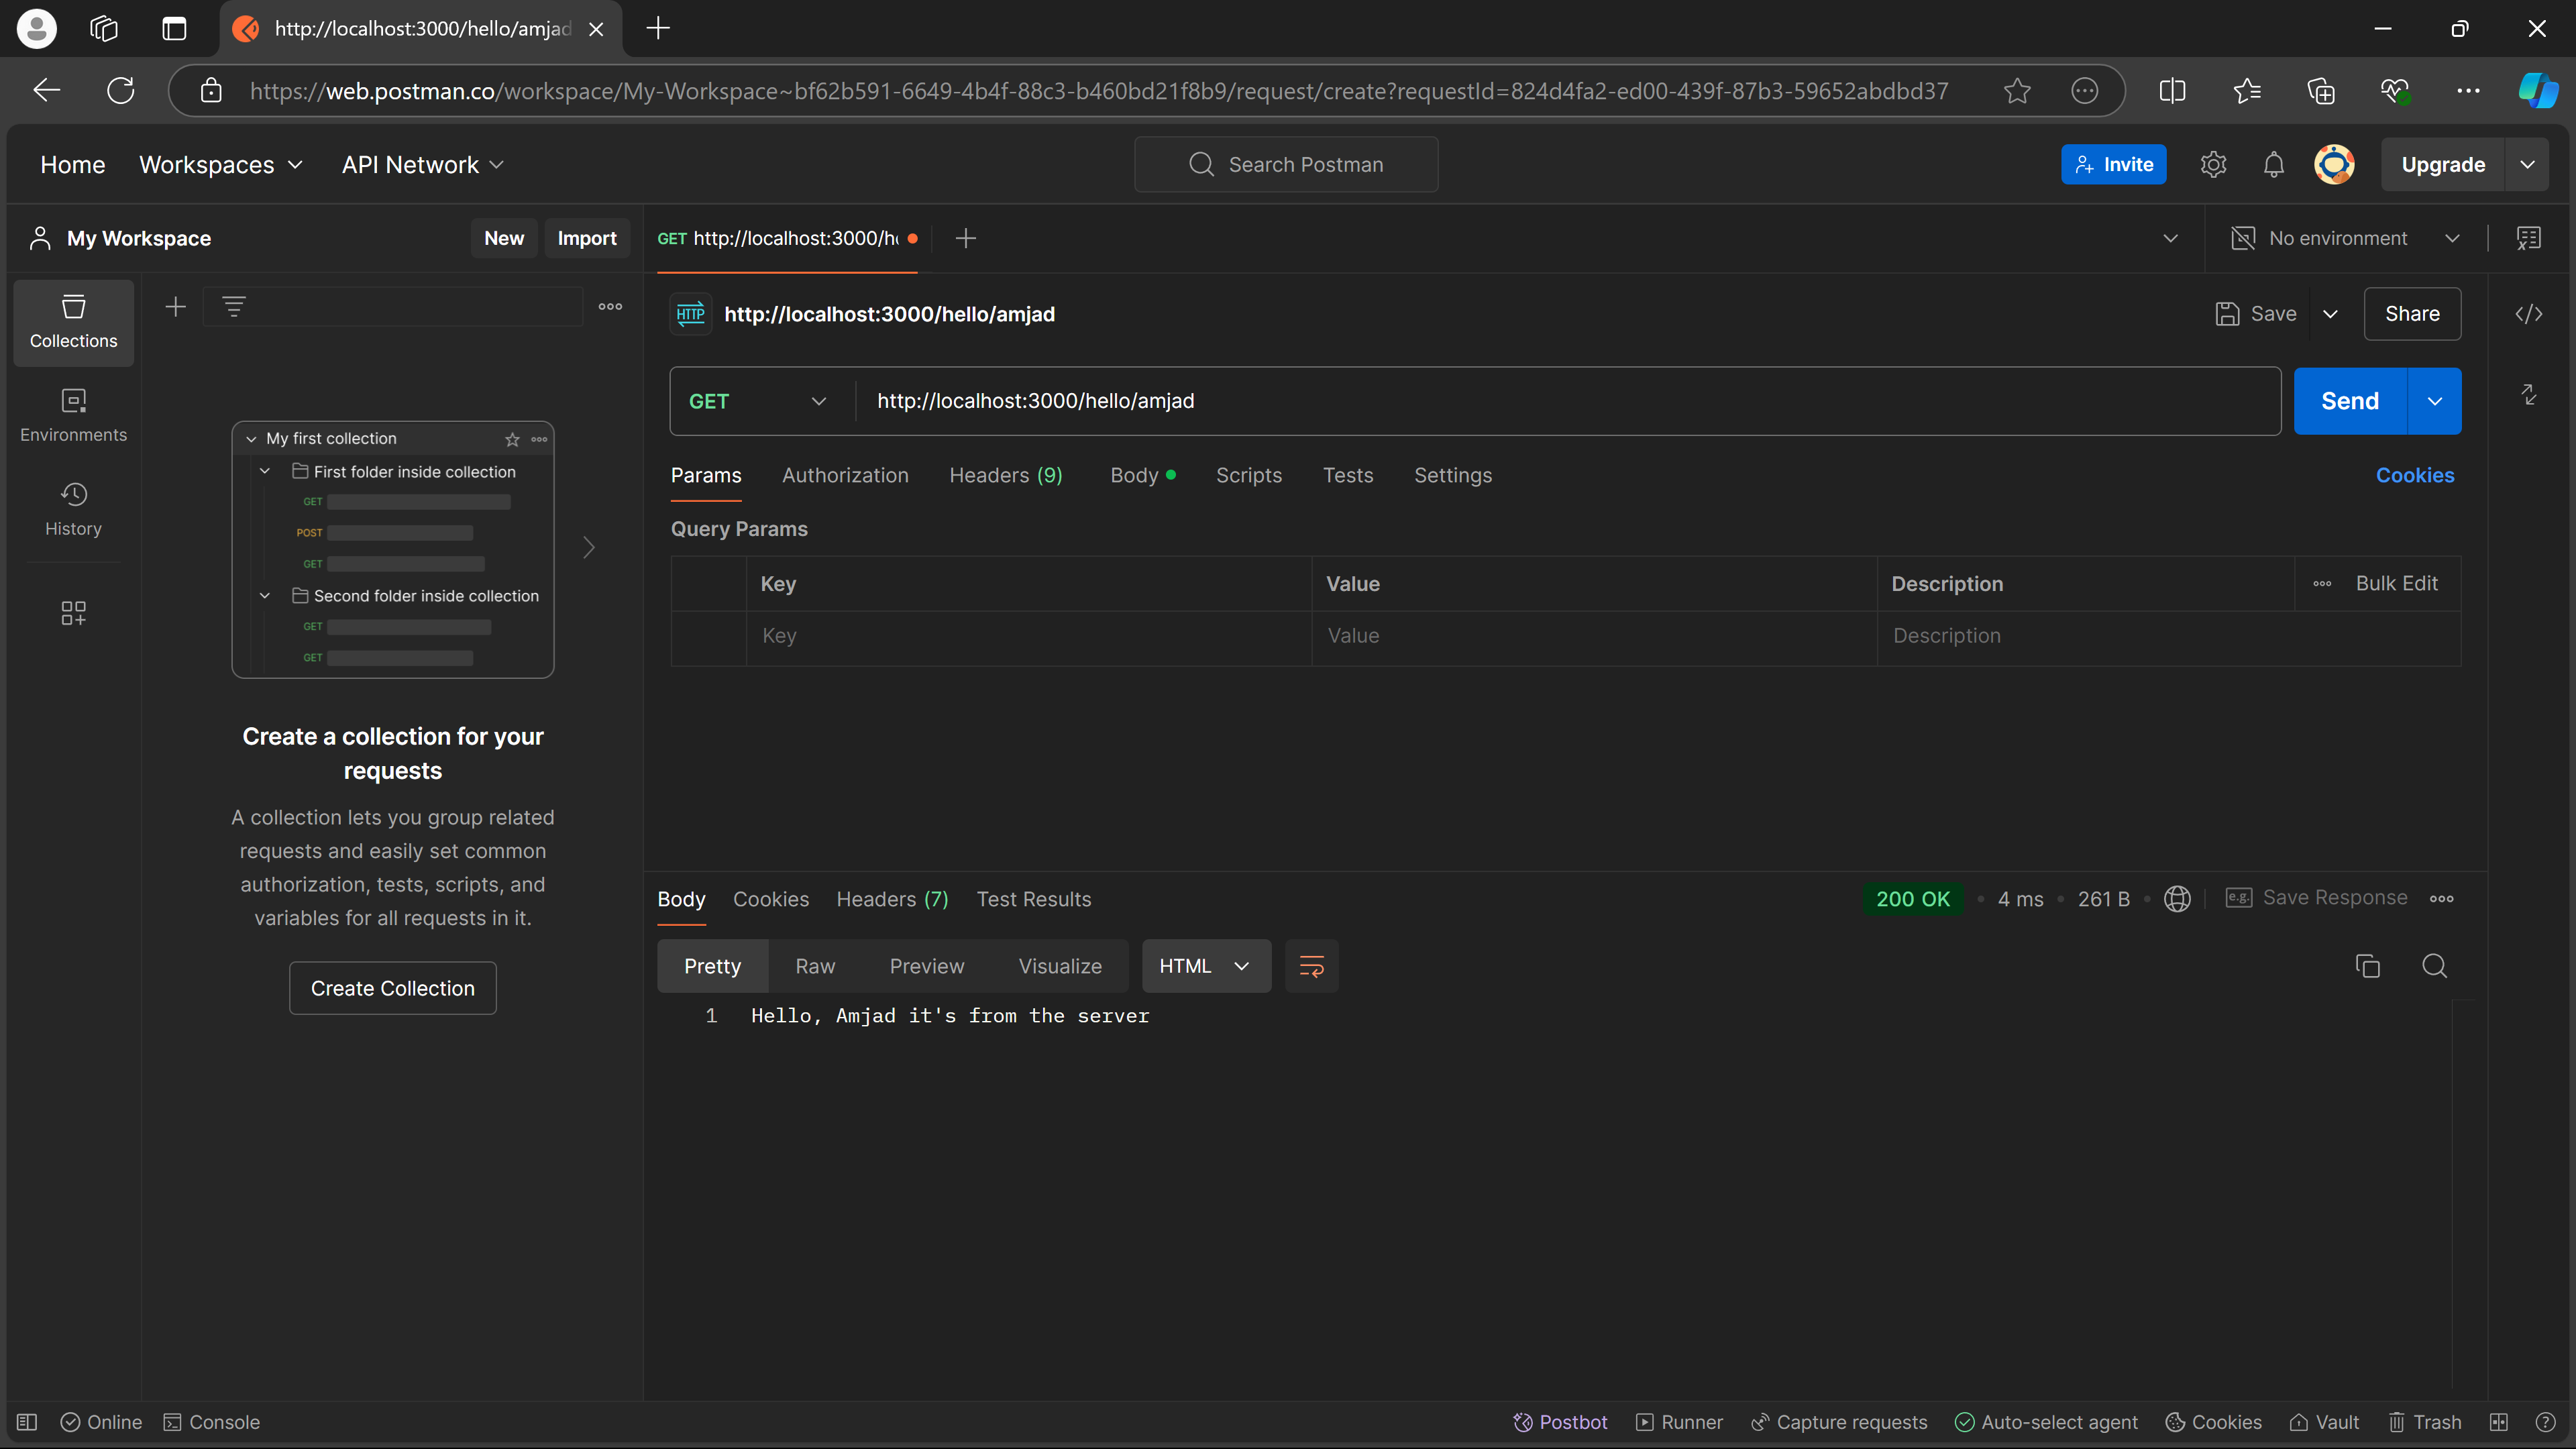 http://localhost:3000/hello/amjad
https://web.postman.co/workspace/My-Workspace~bf62b591-6649-4b4f-88c3-b460bd21f8b9/request/create?requestId=824d4fa2-ed00-439f-87b3-59652abdbd37
Home Workspaces API Network Search Postman Invite Upgrade
My Workspace New Import GET http://localhost:3000/h No environment
Collections
Environments
History
My first collection
First folder inside collection
GET
POST
GET
Second folder inside collection
GET
GET
Create a collection for your
requests
A collection lets you group related
requests and easily set common
authorization, tests, scripts, and
variables for all requests in it.
Create Collection
HTTP http://localhost:3000/hello/amjad Save Share
GET http://localhost:3000/hello/amjad Send
Params Authorization Headers (9) Body Scripts Tests Settings Cookies
Query Params
Key Value Description Bulk Edit
Key Value Description
Body Cookies Headers (7) Test Results 200 OK 4 ms 261 B e.g. Save Response
Pretty Raw Preview Visualize HTML
1 Hello, Amjad it's from the server
Online Console Postbot Runner Capture requests Auto-select agent Cookies Vault Trash